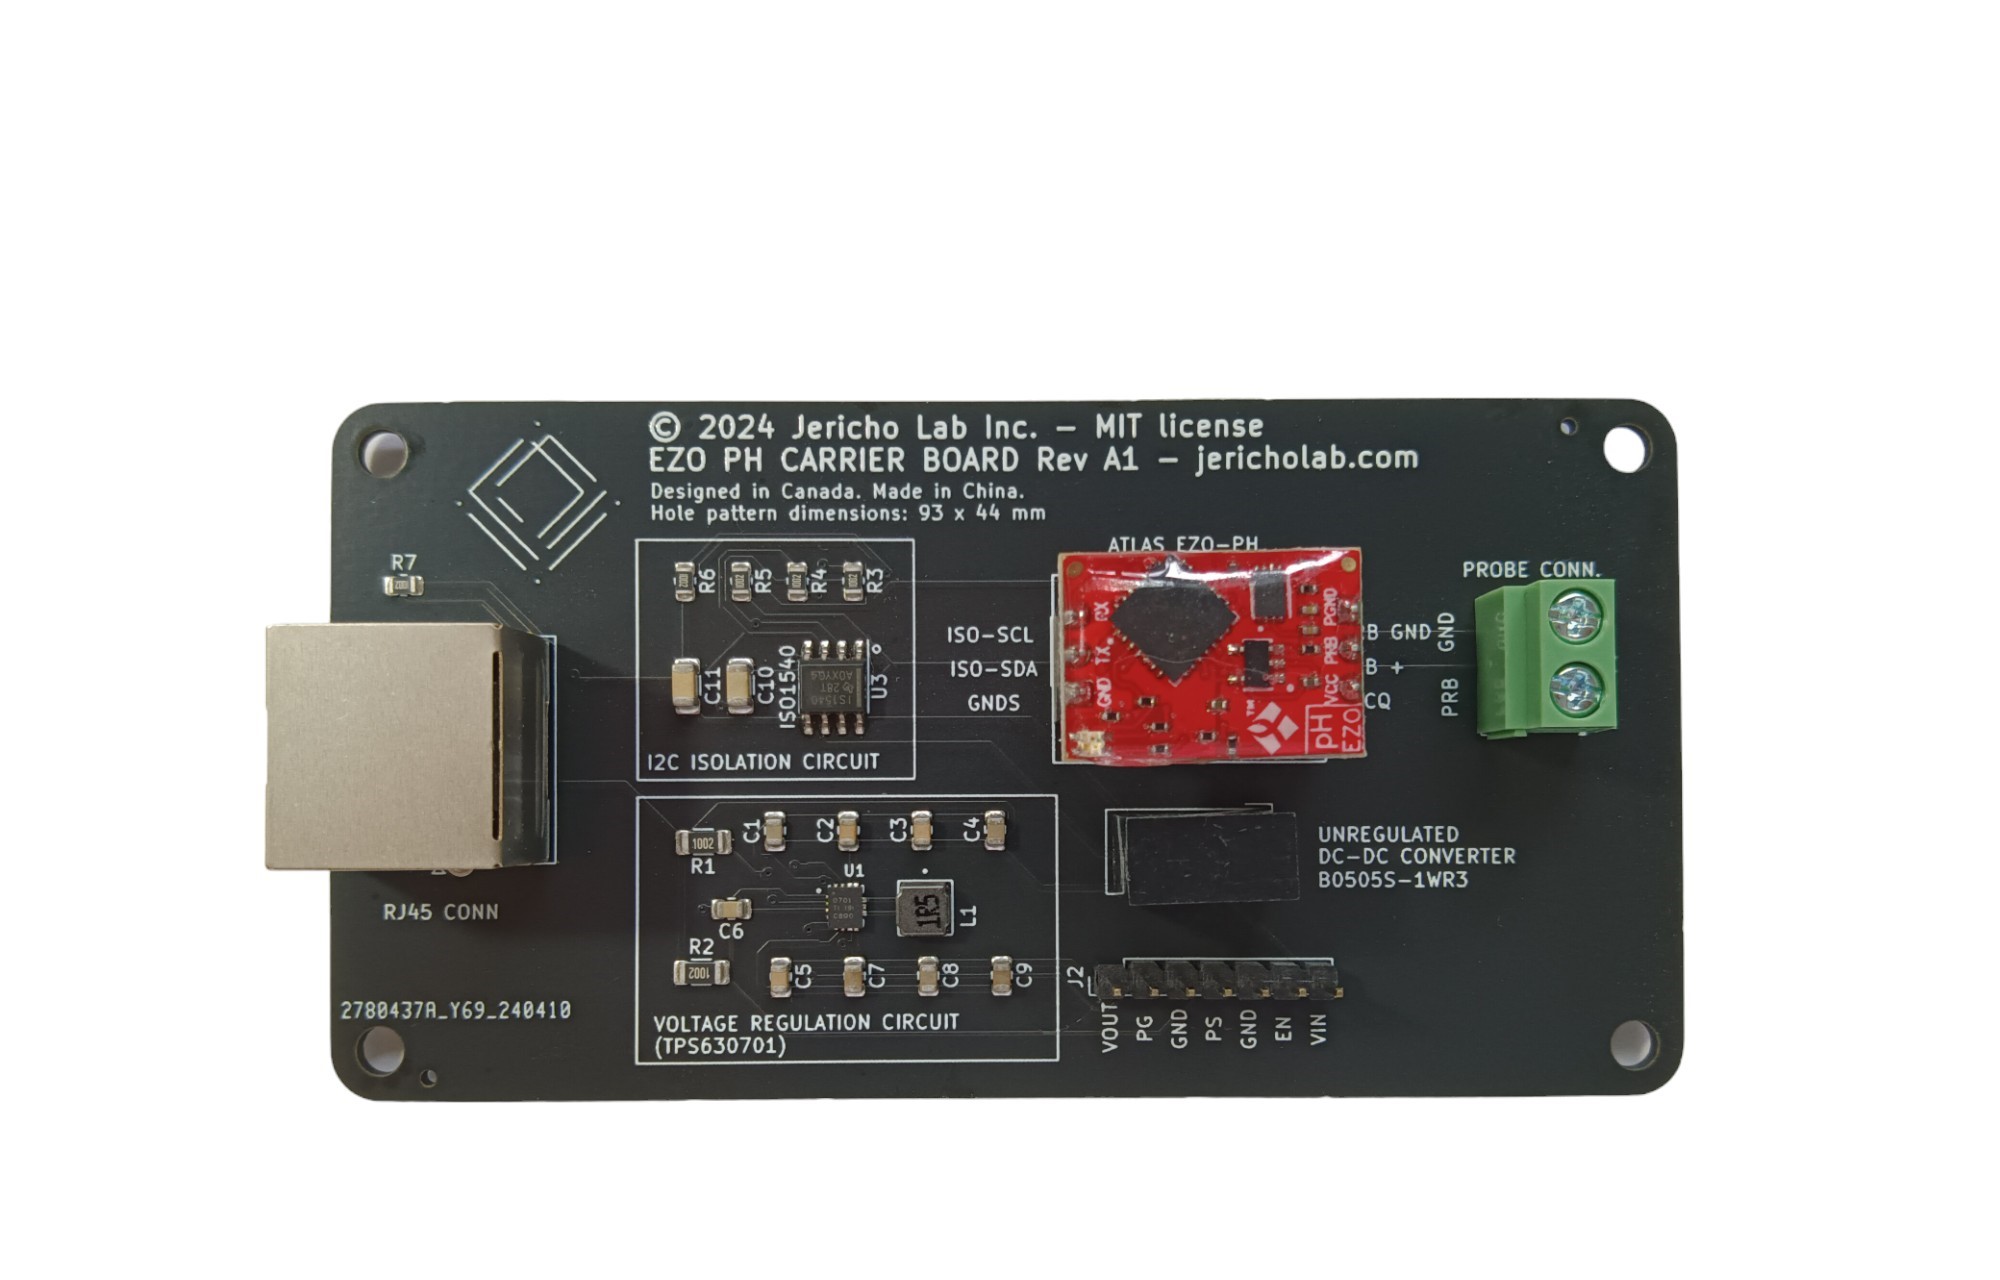 © 2024 Jericho Lab Inc. – MIT license
EZO PH CARRIER BOARD Rev A1 – jericholab.com
Designed in Canada. Made in China.
Hole pattern dimensions: 93 x 44 mm
R7
R6
R5
R4
R3
C11
C10
ISO1540
U3
I2C ISOLATION CIRCUIT
ISO-SCL
ISO-SDA
GNDS
ATLAS EZO-PH
RX
TX
GND
PGND
PRB
VCC
pH
EZO
™
B GND
B +
CQ
PROBE CONN.
GND
PRB
RJ45 CONN
1002
R1
C1
C2
C3
C4
U1
C6
1R5
L1
R2
1002
C5
C7
C8
C9
VOLTAGE REGULATION CIRCUIT
(TPS630701)
UNREGULATED
DC-DC CONVERTER
B0505S-1WR3
J2
VOUT
PG
GND
PS
GND
EN
VIN
2780437A_Y69_240410